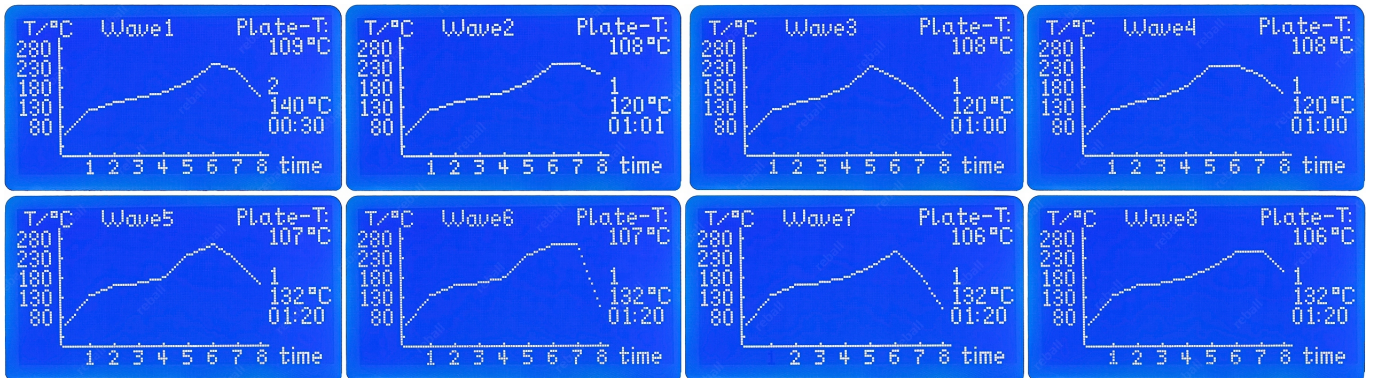 T/°C Wave1 Plate-T:
280 109°C
230
180 2
130 140°C
80 00:30
1 2 3 4 5 6 7 8 time
T/°C Wave2 Plate-T:
280 108°C
230
180 1
130 120°C
80 01:01
1 2 3 4 5 6 7 8 time
T/°C Wave3 Plate-T:
280 108°C
230
180 1
130 120°C
80 01:00
1 2 3 4 5 6 7 8 time
T/°C Wave4 Plate-T:
280 108°C
230
180 1
130 120°C
80 01:00
1 2 3 4 5 6 7 8 time
T/°C Wave5 Plate-T:
280 107°C
230
180 1
130 132°C
80 01:20
1 2 3 4 5 6 7 8 time
T/°C Wave6 Plate-T:
280 107°C
230
180 1
130 132°C
80 01:20
1 2 3 4 5 6 7 8 time
T/°C Wave7 Plate-T:
280 106°C
230
180 1
130 132°C
80 01:20
2 3 4 5 6 7 8 time
T/°C Wave8 Plate-T:
280 106°C
230
180 1
130 132°C
80 01:20
1 2 3 4 5 6 7 8 time